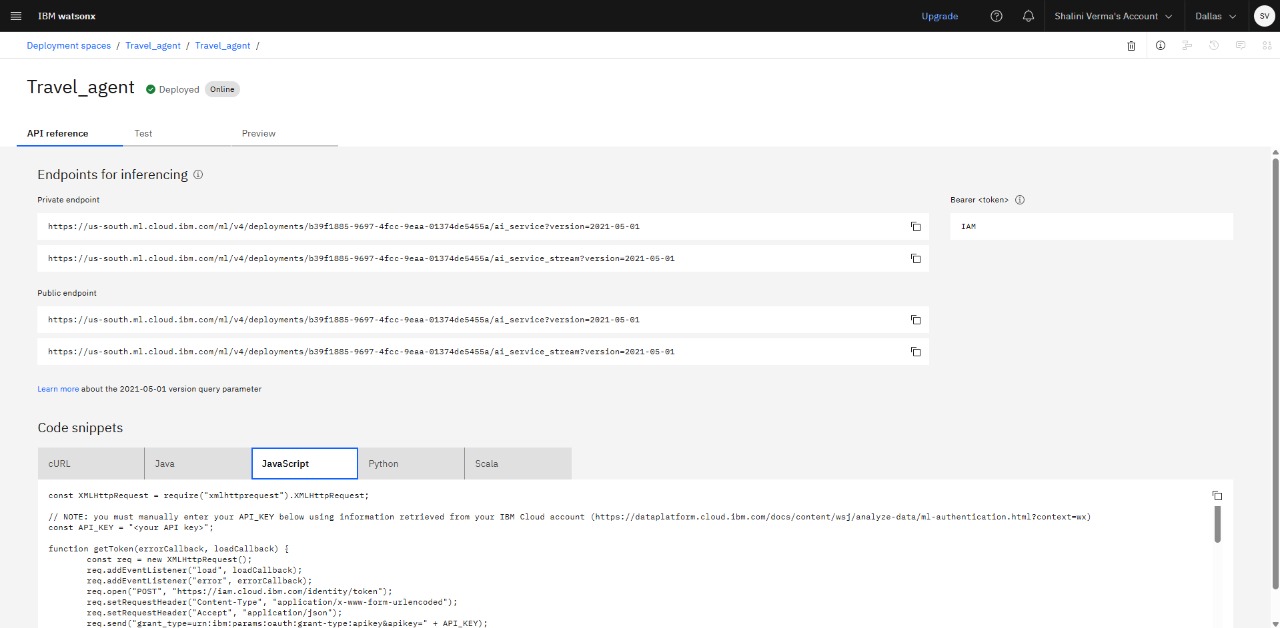 IBM watsonx
Upgrade
Shalini Verma's Account
Dallas
SV
Deployment spaces / Travel_agent / Travel_agent /
Travel_agent
Deployed
Online
API reference
Test
Preview
Endpoints for inferencing
Private endpoint
Bearer <token>
https://us-south.ml.cloud.ibm.com/ml/v4/deployments/b39f1885-9697-4fcc-9eaa-01374de5455a/ai_service?version=2021-05-01
IAM
https://us-south.ml.cloud.ibm.com/ml/v4/deployments/b39f1885-9697-4fcc-9eaa-01374de5455a/ai_service_stream?version=2021-05-01
Public endpoint
https://us-south.ml.cloud.ibm.com/ml/v4/deployments/b39f1885-9697-4fcc-9eaa-01374de5455a/ai_service?version=2021-05-01
https://us-south.ml.cloud.ibm.com/ml/v4/deployments/b39f1885-9697-4fcc-9eaa-01374de5455a/ai_service_stream?version=2021-05-01
Learn more about the 2021-05-01 version query parameter
Code snippets
cURL
Java
JavaScript
Python
Scala
const XMLHttpRequest = require("xmlhttprequest").XMLHttpRequest;
// NOTE: you must manually enter your API_KEY below using information retrieved from your IBM Cloud account (https://dataplatform.cloud.ibm.com/docs/content/wsj/analyze-data/ml-authentication.html?context=wx)
const API_KEY = "<your API key>";
function getToken(errorCallback, loadCallback) {
const req = new XMLHttpRequest();
req.addEventListener("load", loadCallback);
req.addEventListener("error", errorCallback);
req.open("POST", "https://iam.cloud.ibm.com/identity/token");
req.setRequestHeader("Content-Type", "application/x-www-form-urlencoded");
req.setRequestHeader("Accept", "application/json");
req.send("grant_type=urn:ibm:params:oauth:grant-type:apikey&apikey=" + API_KEY);